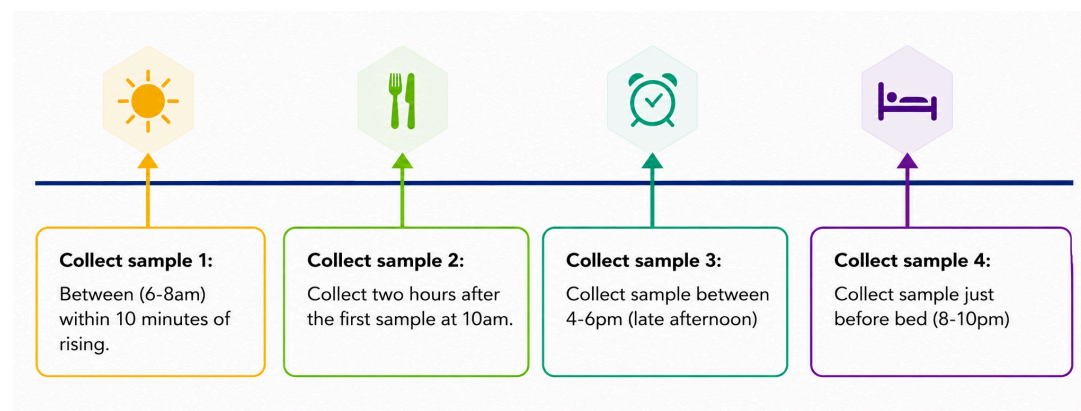 Collect sample 1:
Between (6-8am)
within 10 minutes of
rising.
Collect sample 2:
Collect two hours after
the first sample at 10am.
Collect sample 3:
Collect sample between
4-6pm (late afternoon)
Collect sample 4:
Collect sample just
before bed (8-10pm)